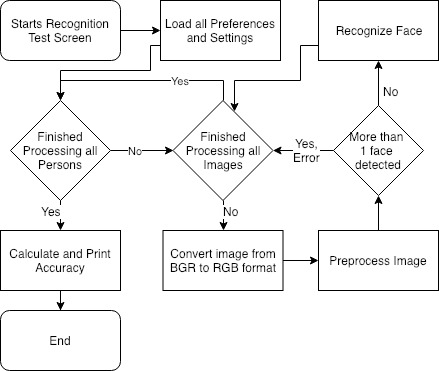 Starts Recognition
Test Screen
Load all Preferences
and Settings
Recognize Face
Yes
No
Finished
Processing all
Persons
No
Finished
Processing all
Images
Yes,
Error
More than
1 face
detected
Yes
No
Calculate and Print
Accuracy
Convert image from
BGR to RGB format
Preprocess Image
End